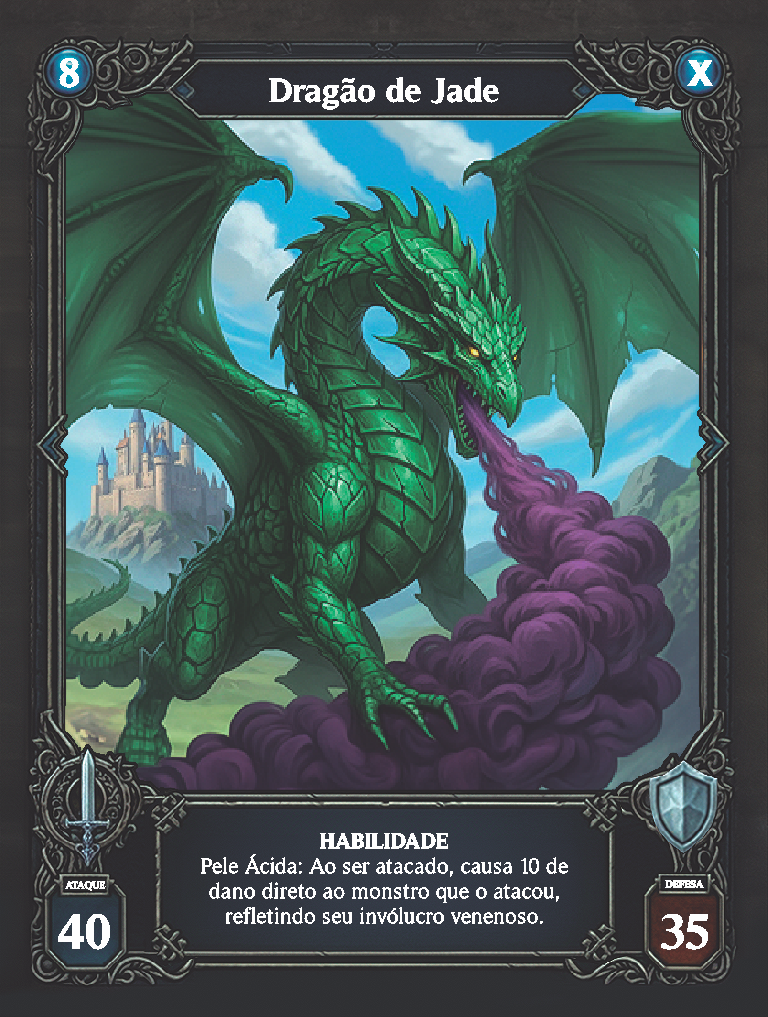 8
Dragão de Jade
X
HABILIDADE
Pele Ácida: Ao ser atacado, causa 10 de
dano direto ao monstro que o atacou,
refletindo seu invólucro venenoso.
ATAQUE
40
DEFESA
35